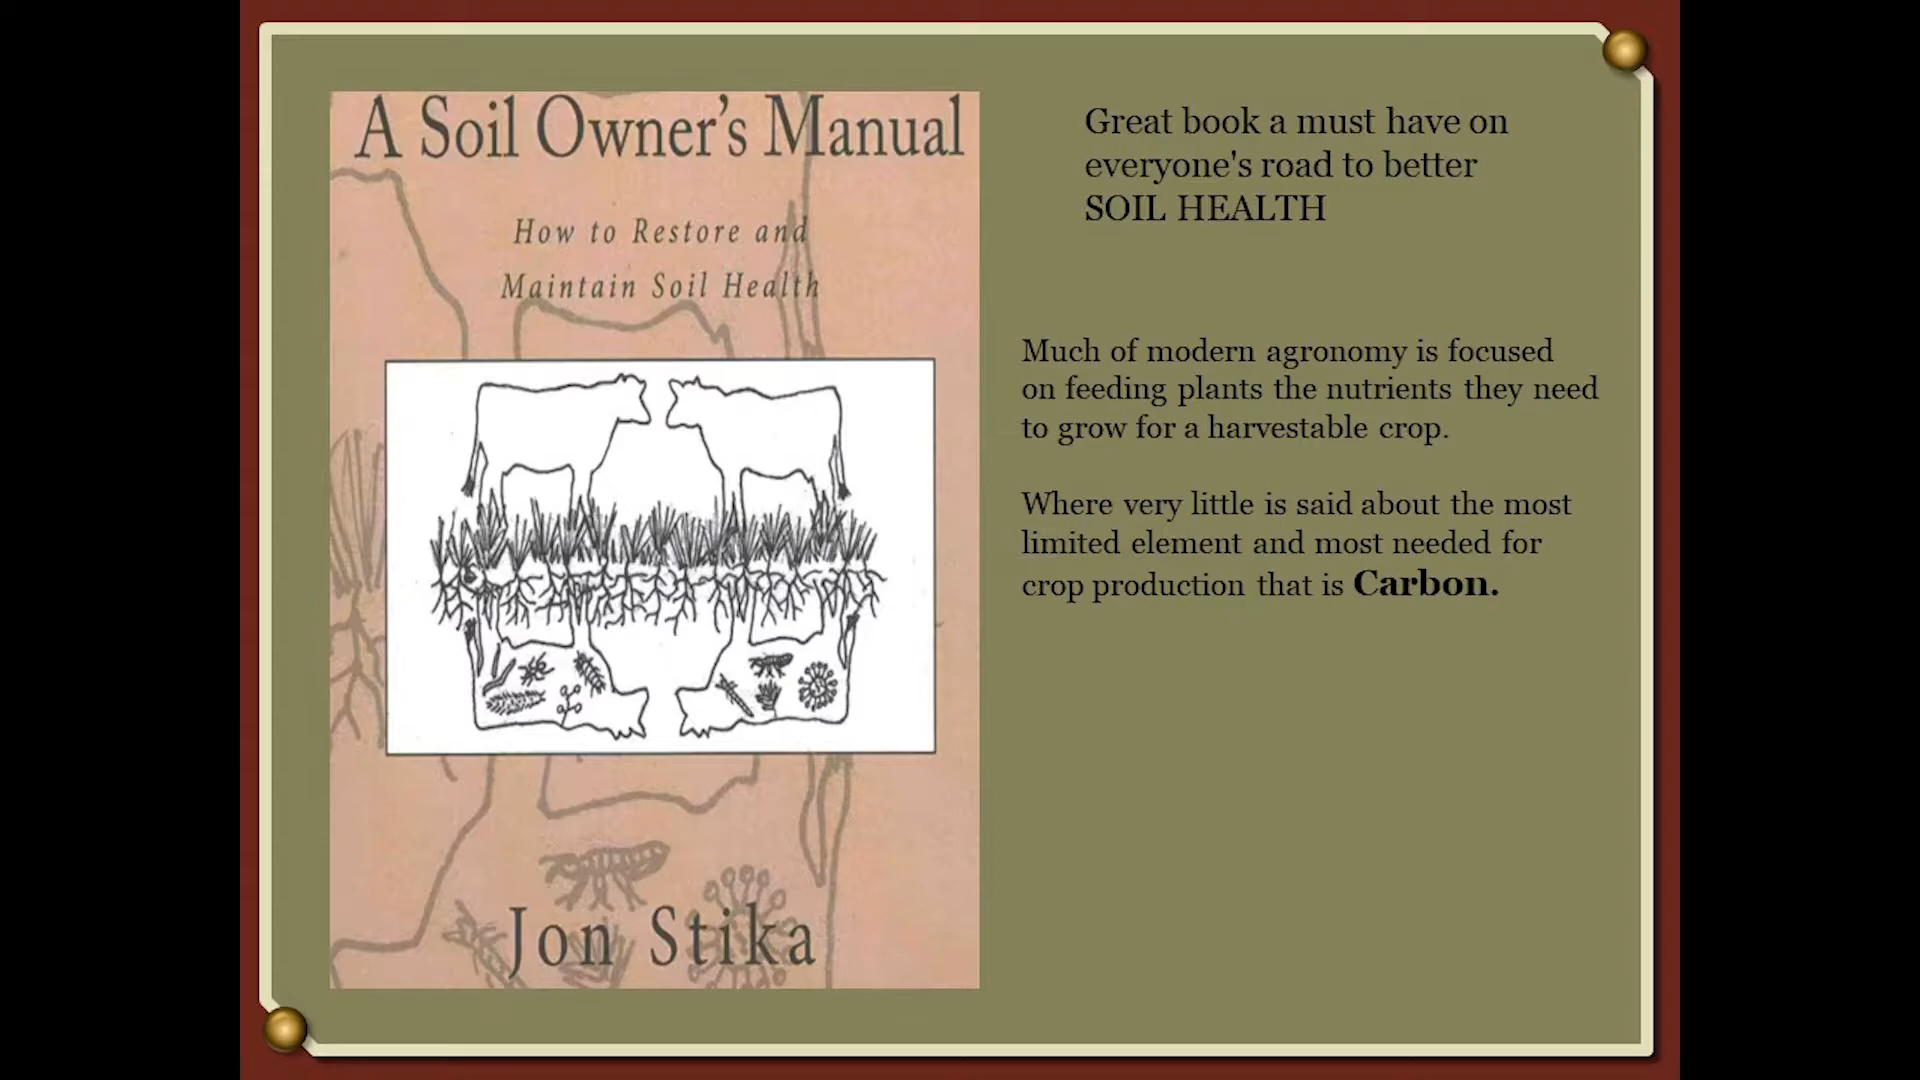 A Soil Owner's Manual
How to Restore and
Maintain Soil Health
Jon Stika
Great book a must have on
everyone's road to better
SOIL HEALTH
Much of modern agronomy is focused
on feeding plants the nutrients they need
to grow for a harvestable crop.
Where very little is said about the most
limited element and most needed for
crop production that is Carbon.